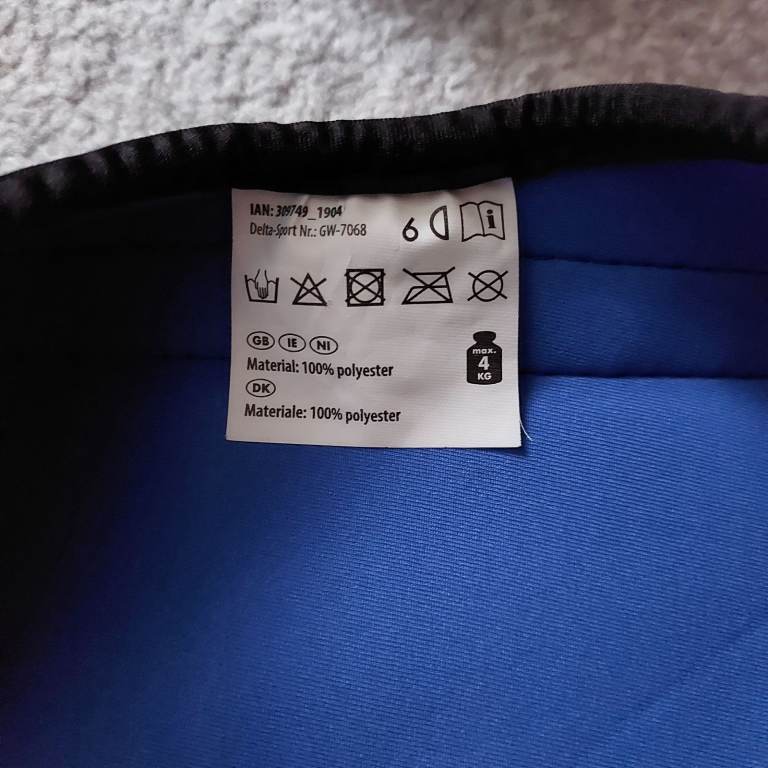 IAN: 309749_1904
Delta-Sport Nr.: GW-7068
6
GB IE NI
Material: 100% polyester
DK
Materiale: 100% polyester
max.
4
KG